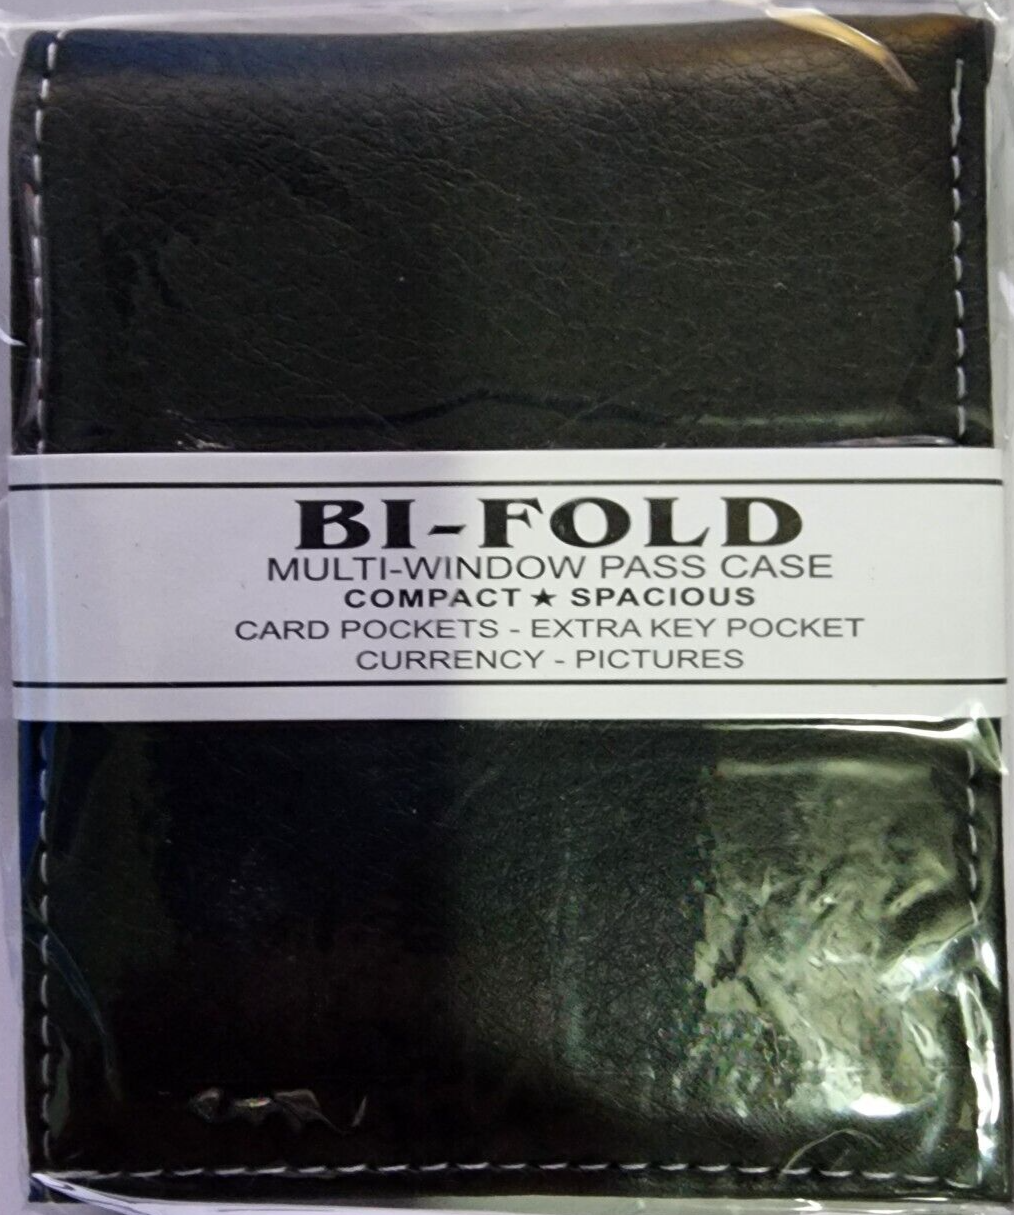 BI-FOLD
MULTI-WINDOW PASS CASE
COMPACT ★ SPACIOUS
CARD POCKETS - EXTRA KEY POCKET
CURRENCY - PICTURES